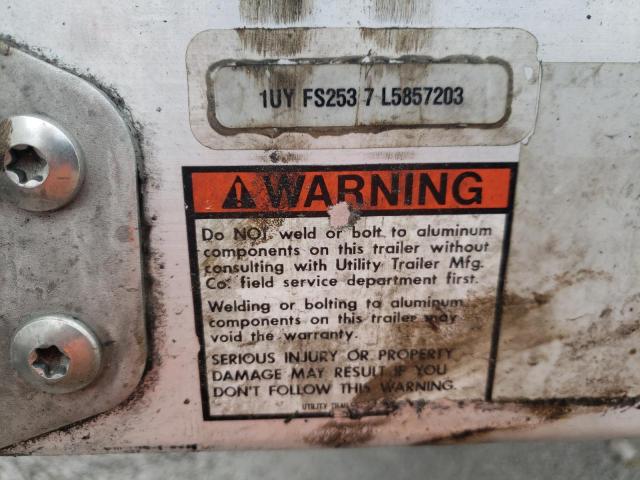 1UY FS253 7 L5857203
WARNING
Do NOT weld or bolt to aluminum
components on this trailer without
consulting with Utility Trailer Mfg.
Co. field service department first.
Welding or bolting to aluminum
components on this trailer may
void the warranty.
SERIOUS INJURY OR PROPERTY
DAMAGE MAY RESULT IF YOU
DON'T FOLLOW THIS WARNING.
UTILITY